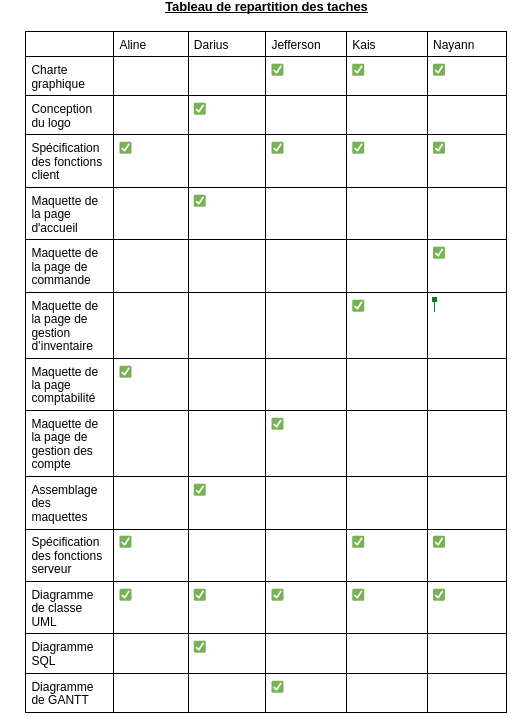 Tableau de repartition des taches
Aline Darius Jefferson Kais Nayann
Charte
graphique ✅ ✅ ✅
Conception
du logo ✅
Spécification
des fonctions
client ✅ ✅ ✅ ✅
Maquette de
la page
d'accueil ✅
Maquette de
la page de
commande ✅
Maquette de
la page de
gestion
d'inventaire ✅
Maquette de
la page
comptabilité ✅
Maquette de
la page de
gestion des
compte ✅
Assemblage
des
maquettes ✅
Spécification
des fonctions
serveur ✅ ✅ ✅
Diagramme
de classe
UML ✅ ✅ ✅ ✅ ✅
Diagramme
SQL ✅
Diagramme
de GANTT ✅